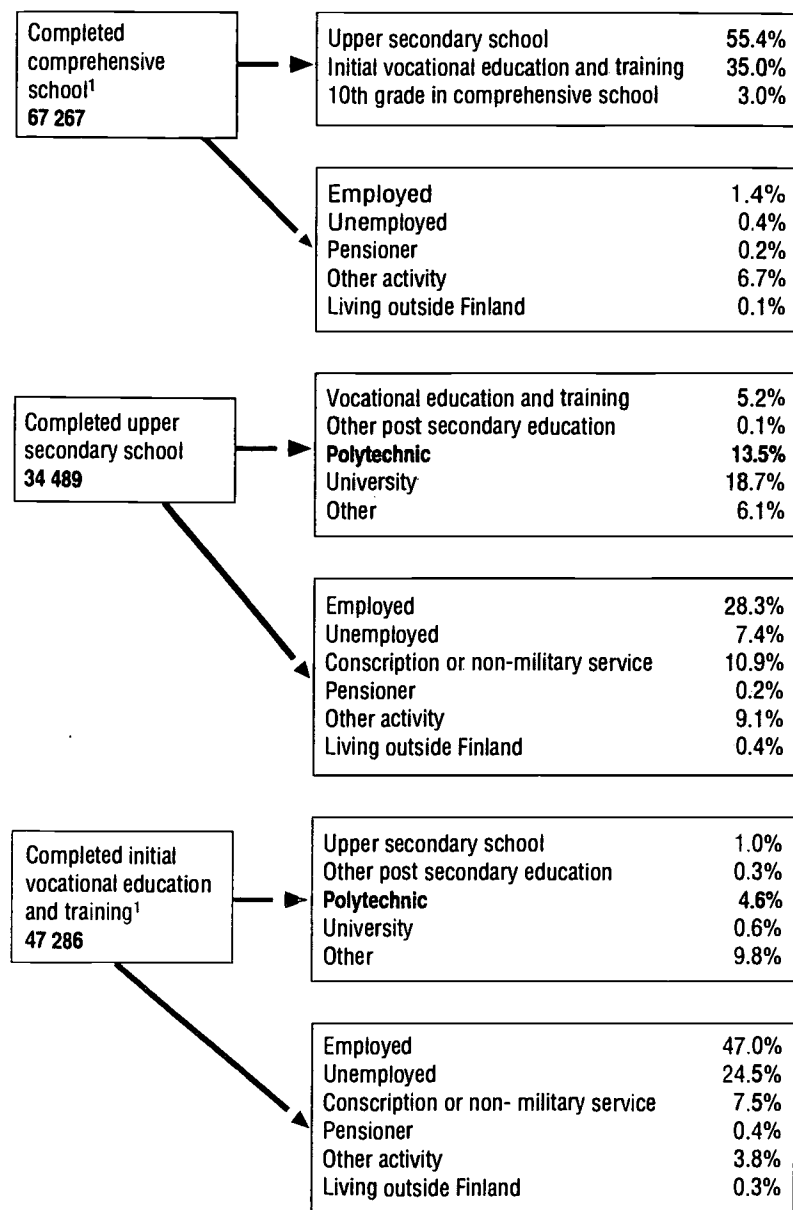 Completed
comprehensive
school¹
67 267
Upper secondary school 55.4%
Initial vocational education and training 35.0%
10th grade in comprehensive school 3.0%
Employed 1.4%
Unemployed 0.4%
Pensioner 0.2%
Other activity 6.7%
Living outside Finland 0.1%
Completed upper
secondary school
34 489
Vocational education and training 5.2%
Other post secondary education 0.1%
Polytechnic 13.5%
University 18.7%
Other 6.1%
Employed 28.3%
Unemployed 7.4%
Conscription or non-military service 10.9%
Pensioner 0.2%
Other activity 9.1%
Living outside Finland 0.4%
Completed initial
vocational education
and training¹
47 286
Upper secondary school 1.0%
Other post secondary education 0.3%
Polytechnic 4.6%
University 0.6%
Other 9.8%
Employed 47.0%
Unemployed 24.5%
Conscription or non- military service 7.5%
Pensioner 0.4%
Other activity 3.8%
Living outside Finland 0.3%